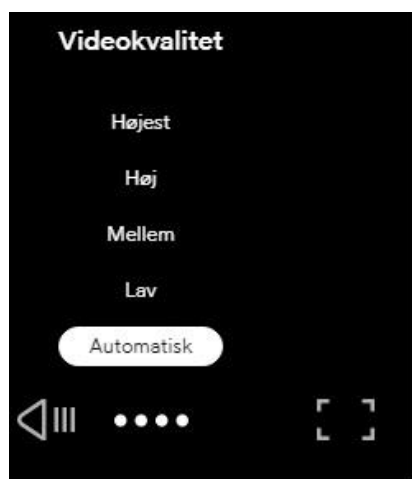 Videokvalitet
Højest
Høj
Mellem
Lav
Automatisk